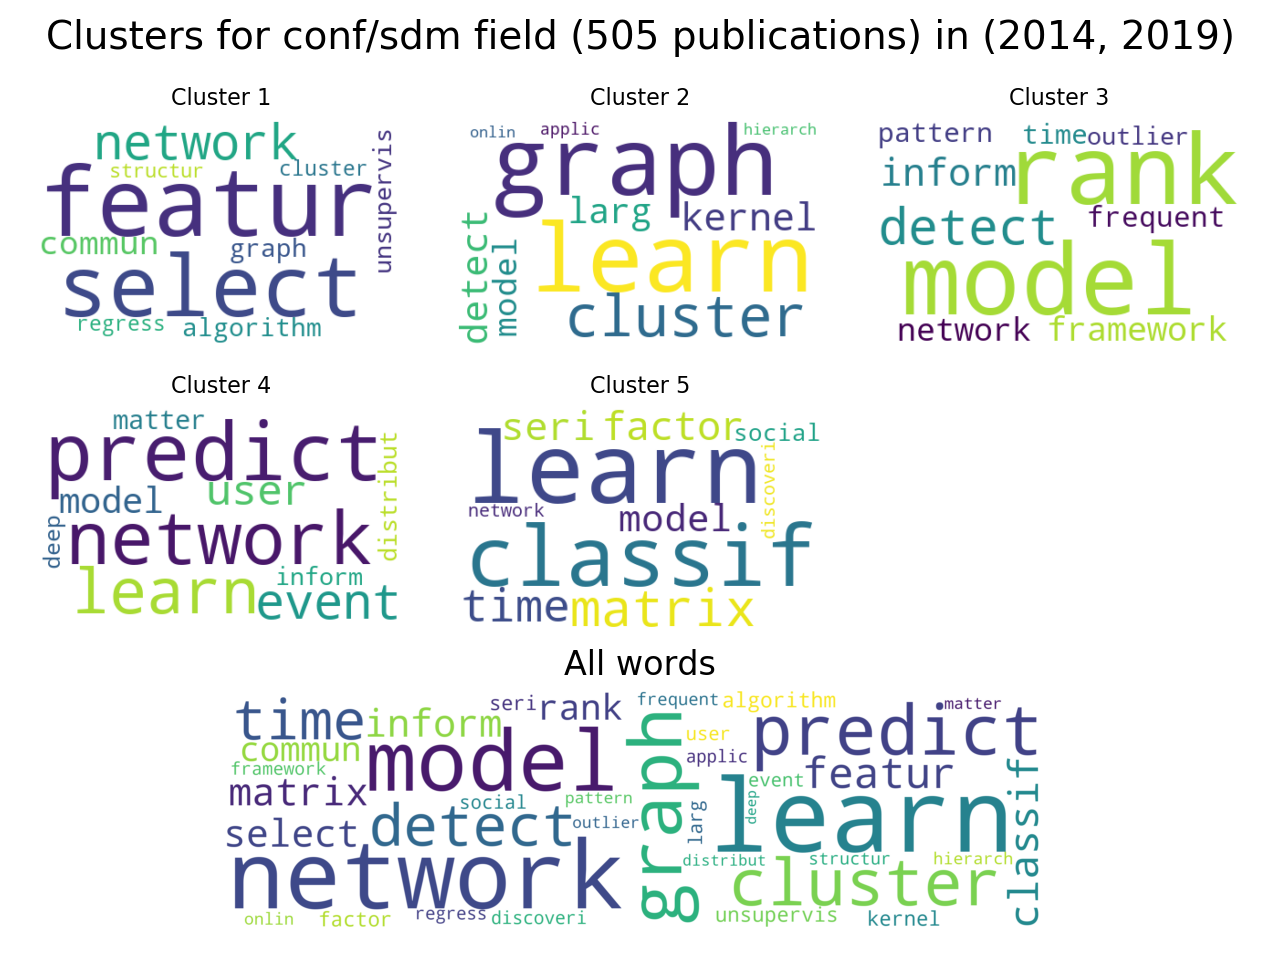 Clusters for conf/sdm field (505 publications) in (2014, 2019)
Cluster 1
network
structur
cluster
unsupervis
featur
commun
graph
select
regress
algorithm
Cluster 2
onlin
applic
hierarch
graph
larg
kernel
detect
model
learn
cluster
Cluster 3
pattern
time
outlier
inform
rank
detect
frequent
model
network
framework
Cluster 4
matter
predict
distribut
model
user
deep
network
learn
inform
event
Cluster 5
seri
factor
social
learn
discoveri
network
model
classif
time
matrix
All words
time
inform
seri
rank
frequent
algorithm
matter
commun
model
graph
user
predict
framework
applic
matrix
event
featur
social
pattern
classif
select
detect
outlier
larg
deep
learn
network
distribut
structur
hierarch
cluster
onlin
factor
regress
discoveri
unsupervis
kernel